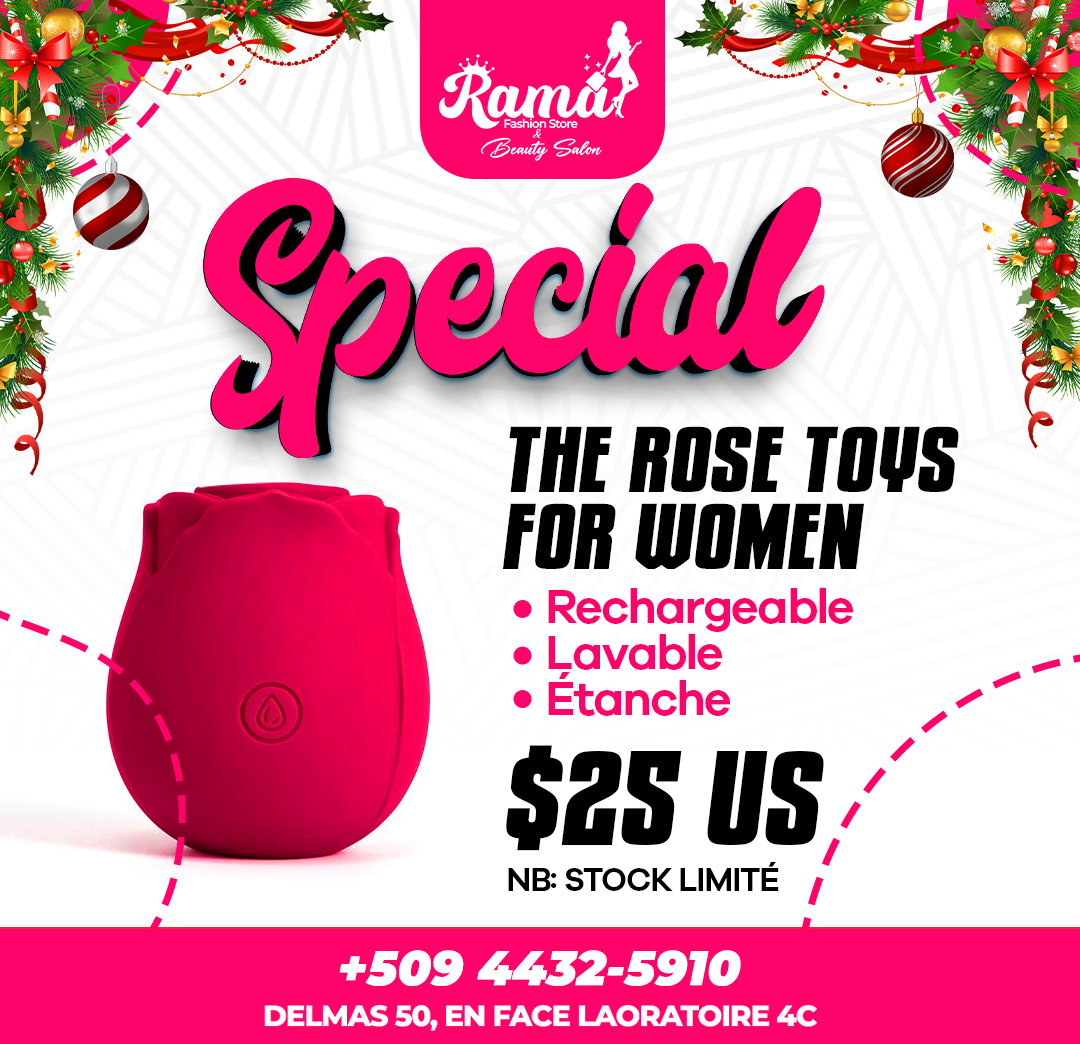 Rama
Fashion Store
&
Beauty Salon
Special
THE ROSE TOYS
FOR WOMEN
• Rechargeable
• Lavable
• Étanche
$25 US
NB: STOCK LIMITÉ
+509 4432-5910
DELMAS 50, EN FACE LAORATOIRE 4C